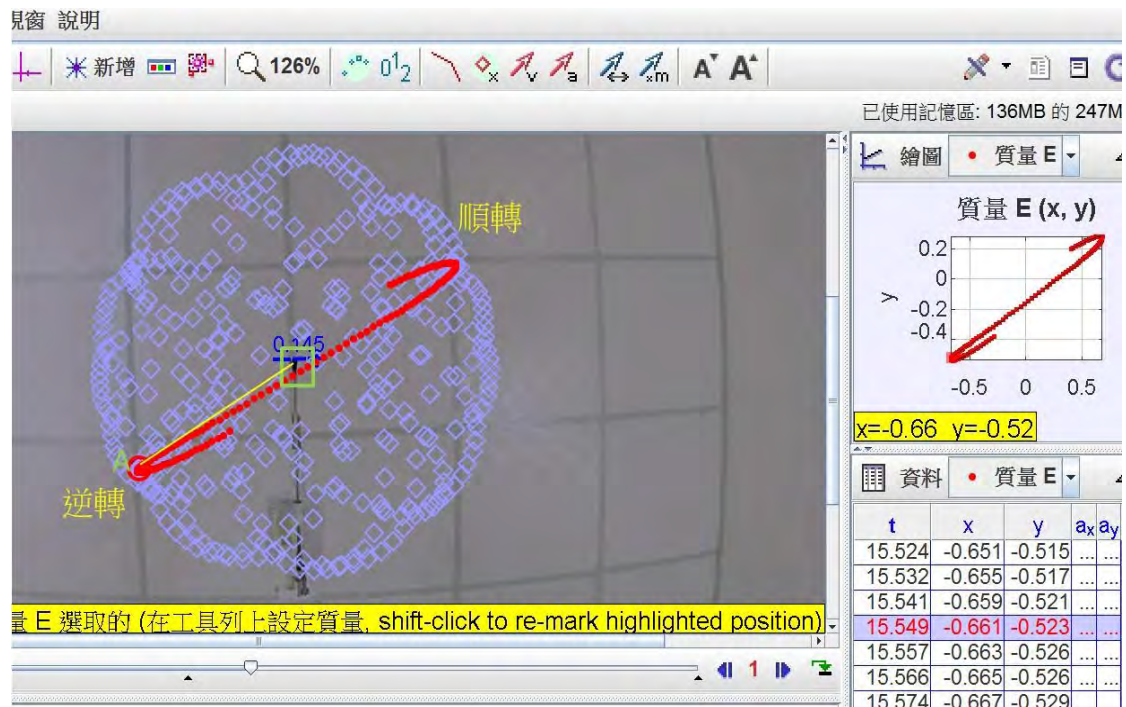 視窗 說明
新增 126% 0¹2 v a xm A A
已使用記憶區: 136MB 的 247M
繪圖 質量 E
質量 E (x, y)
0.2
0
-0.2
-0.4
y
-0.5 0 0.5
x=-0.66 y=-0.52
順轉
0.145
A
逆轉
量 E 選取的 (在工具列上設定質量, shift-click to re-mark highlighted position)
1
資料 質量 E
t x y ax ay
15.524 -0.651 -0.515 ... ...
15.532 -0.655 -0.517 ... ...
15.541 -0.659 -0.521 ... ...
15.549 -0.661 -0.523 ... ...
15.557 -0.663 -0.526 ... ...
15.566 -0.665 -0.526 ... ...
15.574 -0.667 -0.529